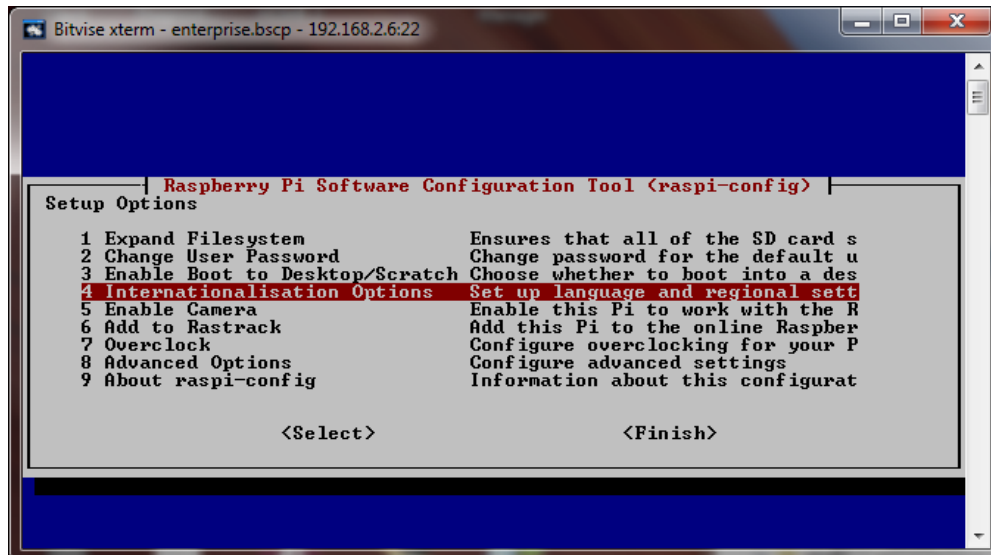 Bitvise xterm - enterprise.bscp - 192.168.2.6:22
Raspberry Pi Software Configuration Tool (raspi-config)
Setup Options
1 Expand Filesystem Ensures that all of the SD card s
2 Change User Password Change password for the default u
3 Enable Boot to Desktop/Scratch Choose whether to boot into a des
4 Internationalisation Options Set up language and regional sett
5 Enable Camera Enable this Pi to work with the R
6 Add to Rastrack Add this Pi to the online Raspber
7 Overclock Configure overclocking for your P
8 Advanced Options Configure advanced settings
9 About raspi-config Information about this configurat
<Select> <Finish>